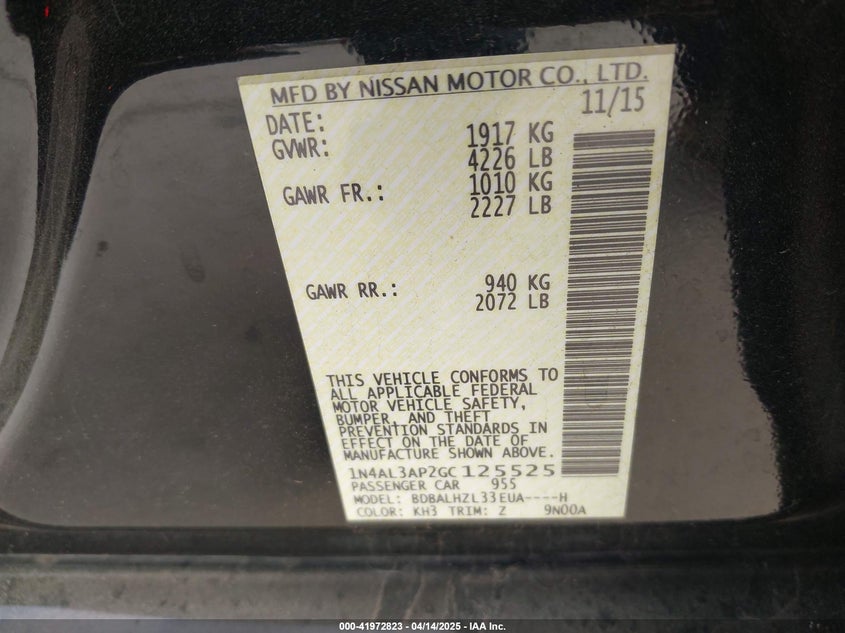 MFD BY NISSAN MOTOR CO., LTD.
DATE: 11/15
GVWR: 1917 KG
4226 LB
GAWR FR.: 1010 KG
2227 LB
GAWR RR.: 940 KG
2072 LB
THIS VEHICLE CONFORMS TO
ALL APPLICABLE FEDERAL
MOTOR VEHICLE SAFETY,
BUMPER, AND THEFT
PREVENTION STANDARDS IN
EFFECT ON THE DATE OF
MANUFACTURE SHOWN ABOVE.
1N4AL3AP2GC125525
PASSENGER CAR 955
MODEL: BDBALHZL33EUA----H
COLOR: KH3 TRIM: Z 9N00A
000-41972823 / 04/14/2025 - IAA Inc.